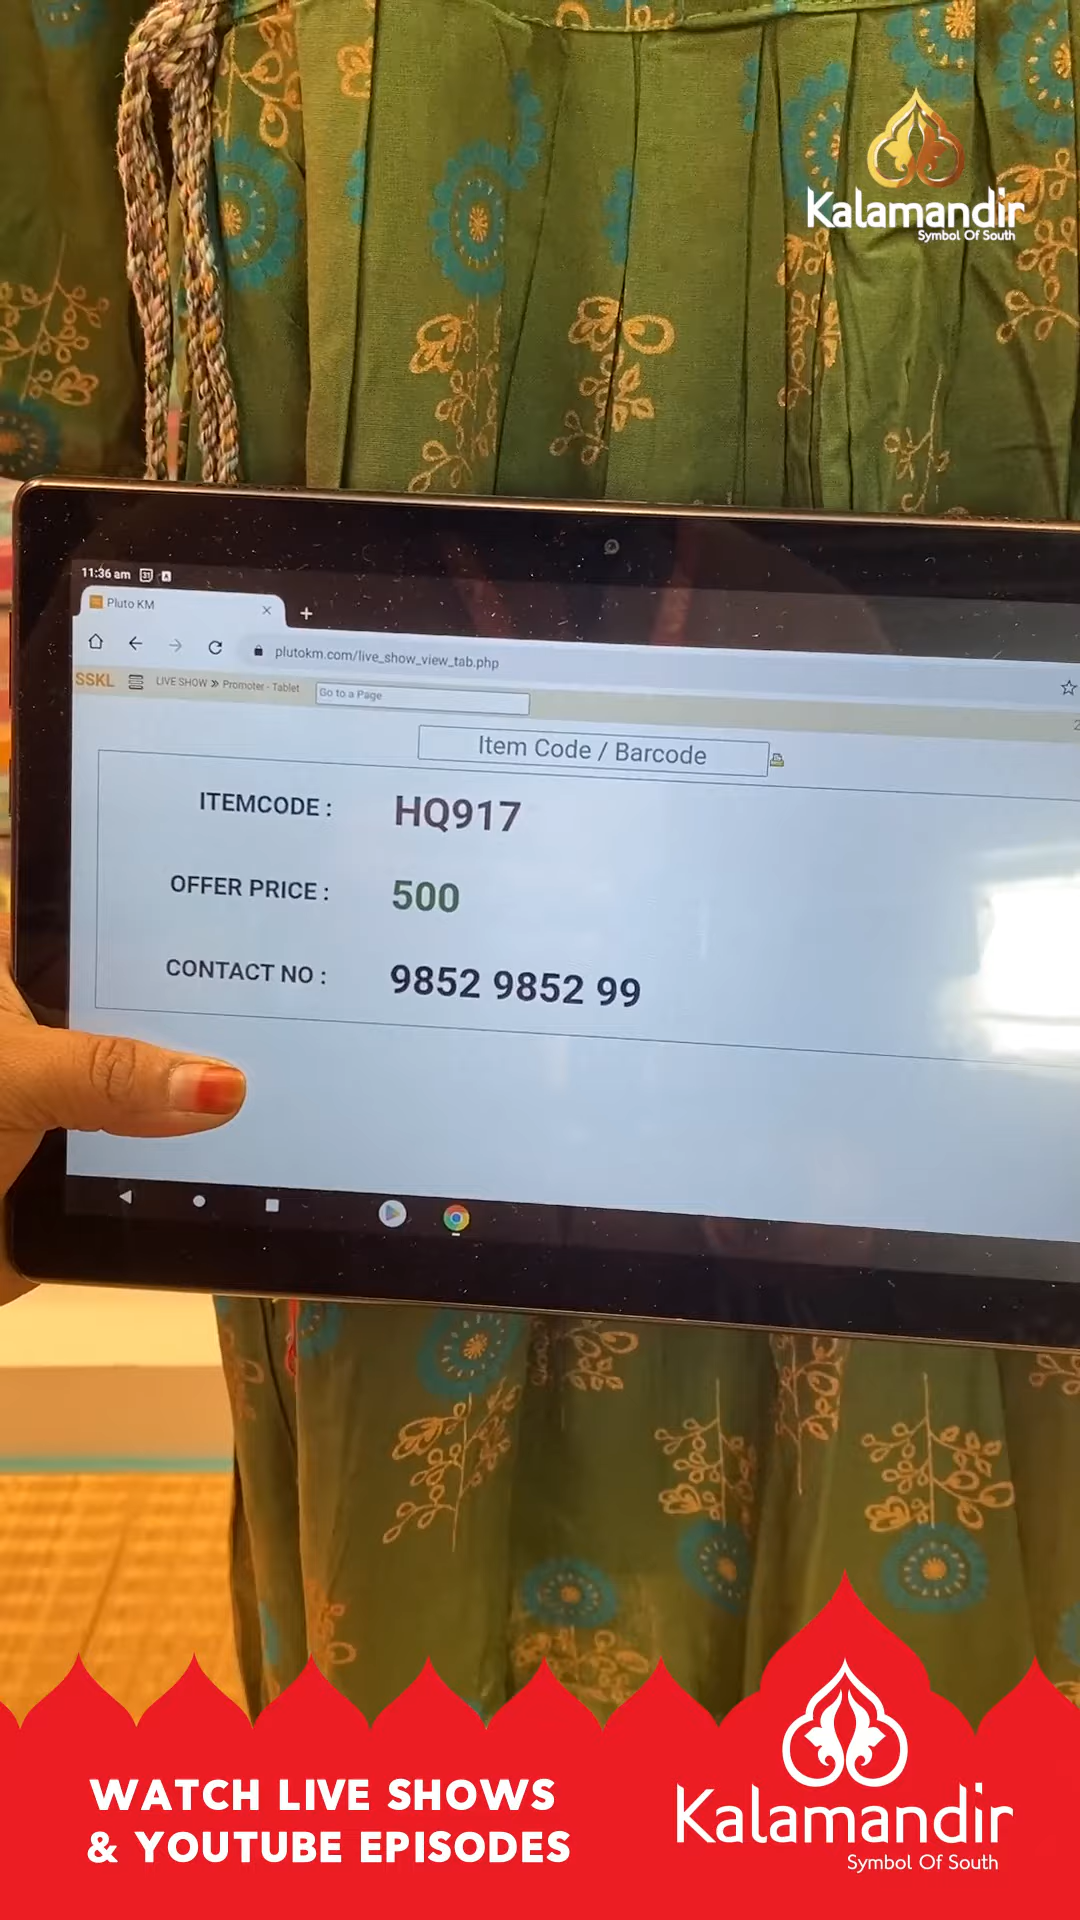 Kalamandir
Symbol Of South
11:36 am 31 A
Pluto KM
plutokm.com/live_show_view_tab.php
SSKL LIVE SHOW >> Promoter - Tablet Go to a Page
Item Code / Barcode
ITEMCODE : HQ917
OFFER PRICE : 500
CONTACT NO : 9852 9852 99
WATCH LIVE SHOWS
& YOUTUBE EPISODES
Kalamandir
Symbol Of South